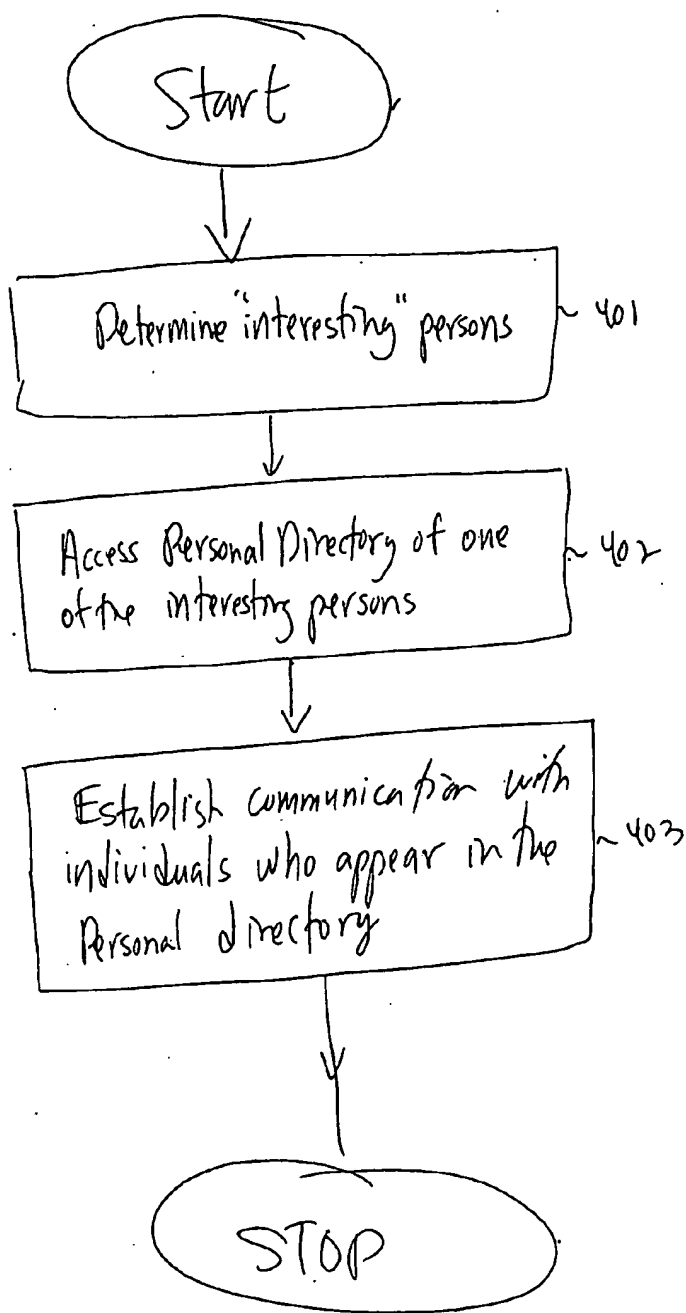 Start
Determine "interesting" persons
~ 401
Access Personal Directory of one
of the interesting persons
~ 402
Establish communication with
individuals who appear in the
Personal directory
~ 403
STOP